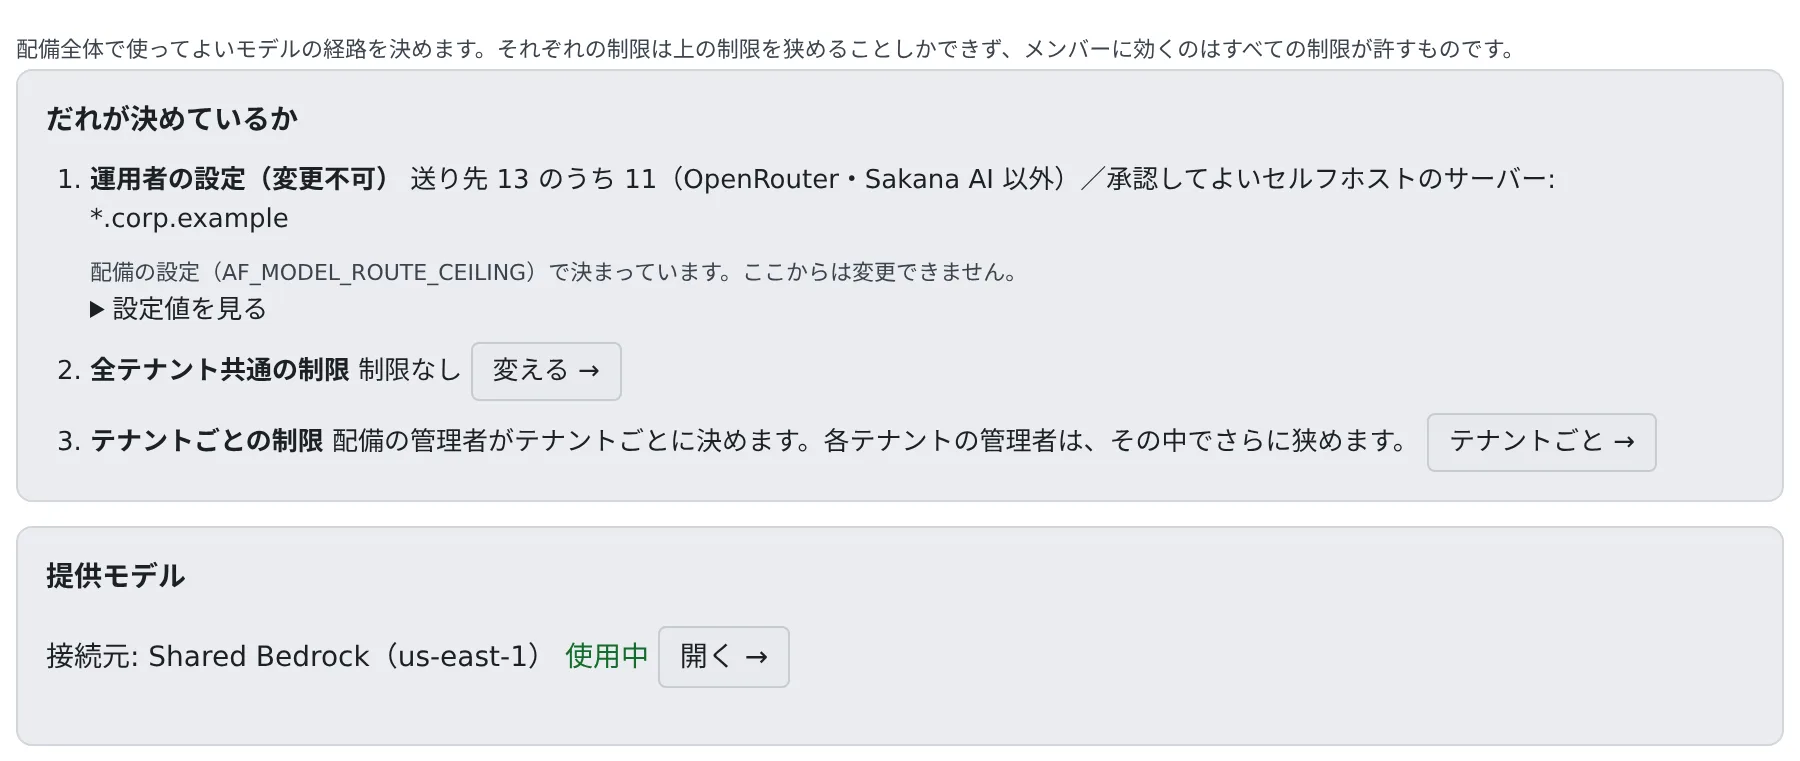 配備全体で使ってよいモデルの経路を決めます。それぞれの制限は上の制限を狭めることしかできず、メンバーに効くのはすべての制限が許すものです。
だれが決めているか
1. 運用者の設定（変更不可） 送り先 13 のうち 11（OpenRouter・Sakana AI 以外）／承認してよいセルフホストのサーバー:
*.corp.example
配備の設定（AF_MODEL_ROUTE_CEILING）で決まっています。ここからは変更できません。
▶ 設定値を見る
2. 全テナント共通の制限 制限なし 変える →
3. テナントごとの制限 配備の管理者がテナントごとに決めます。各テナントの管理者は、その中でさらに狭めます。 テナントごと →
提供モデル
接続元: Shared Bedrock（us-east-1） 使用中 開く →